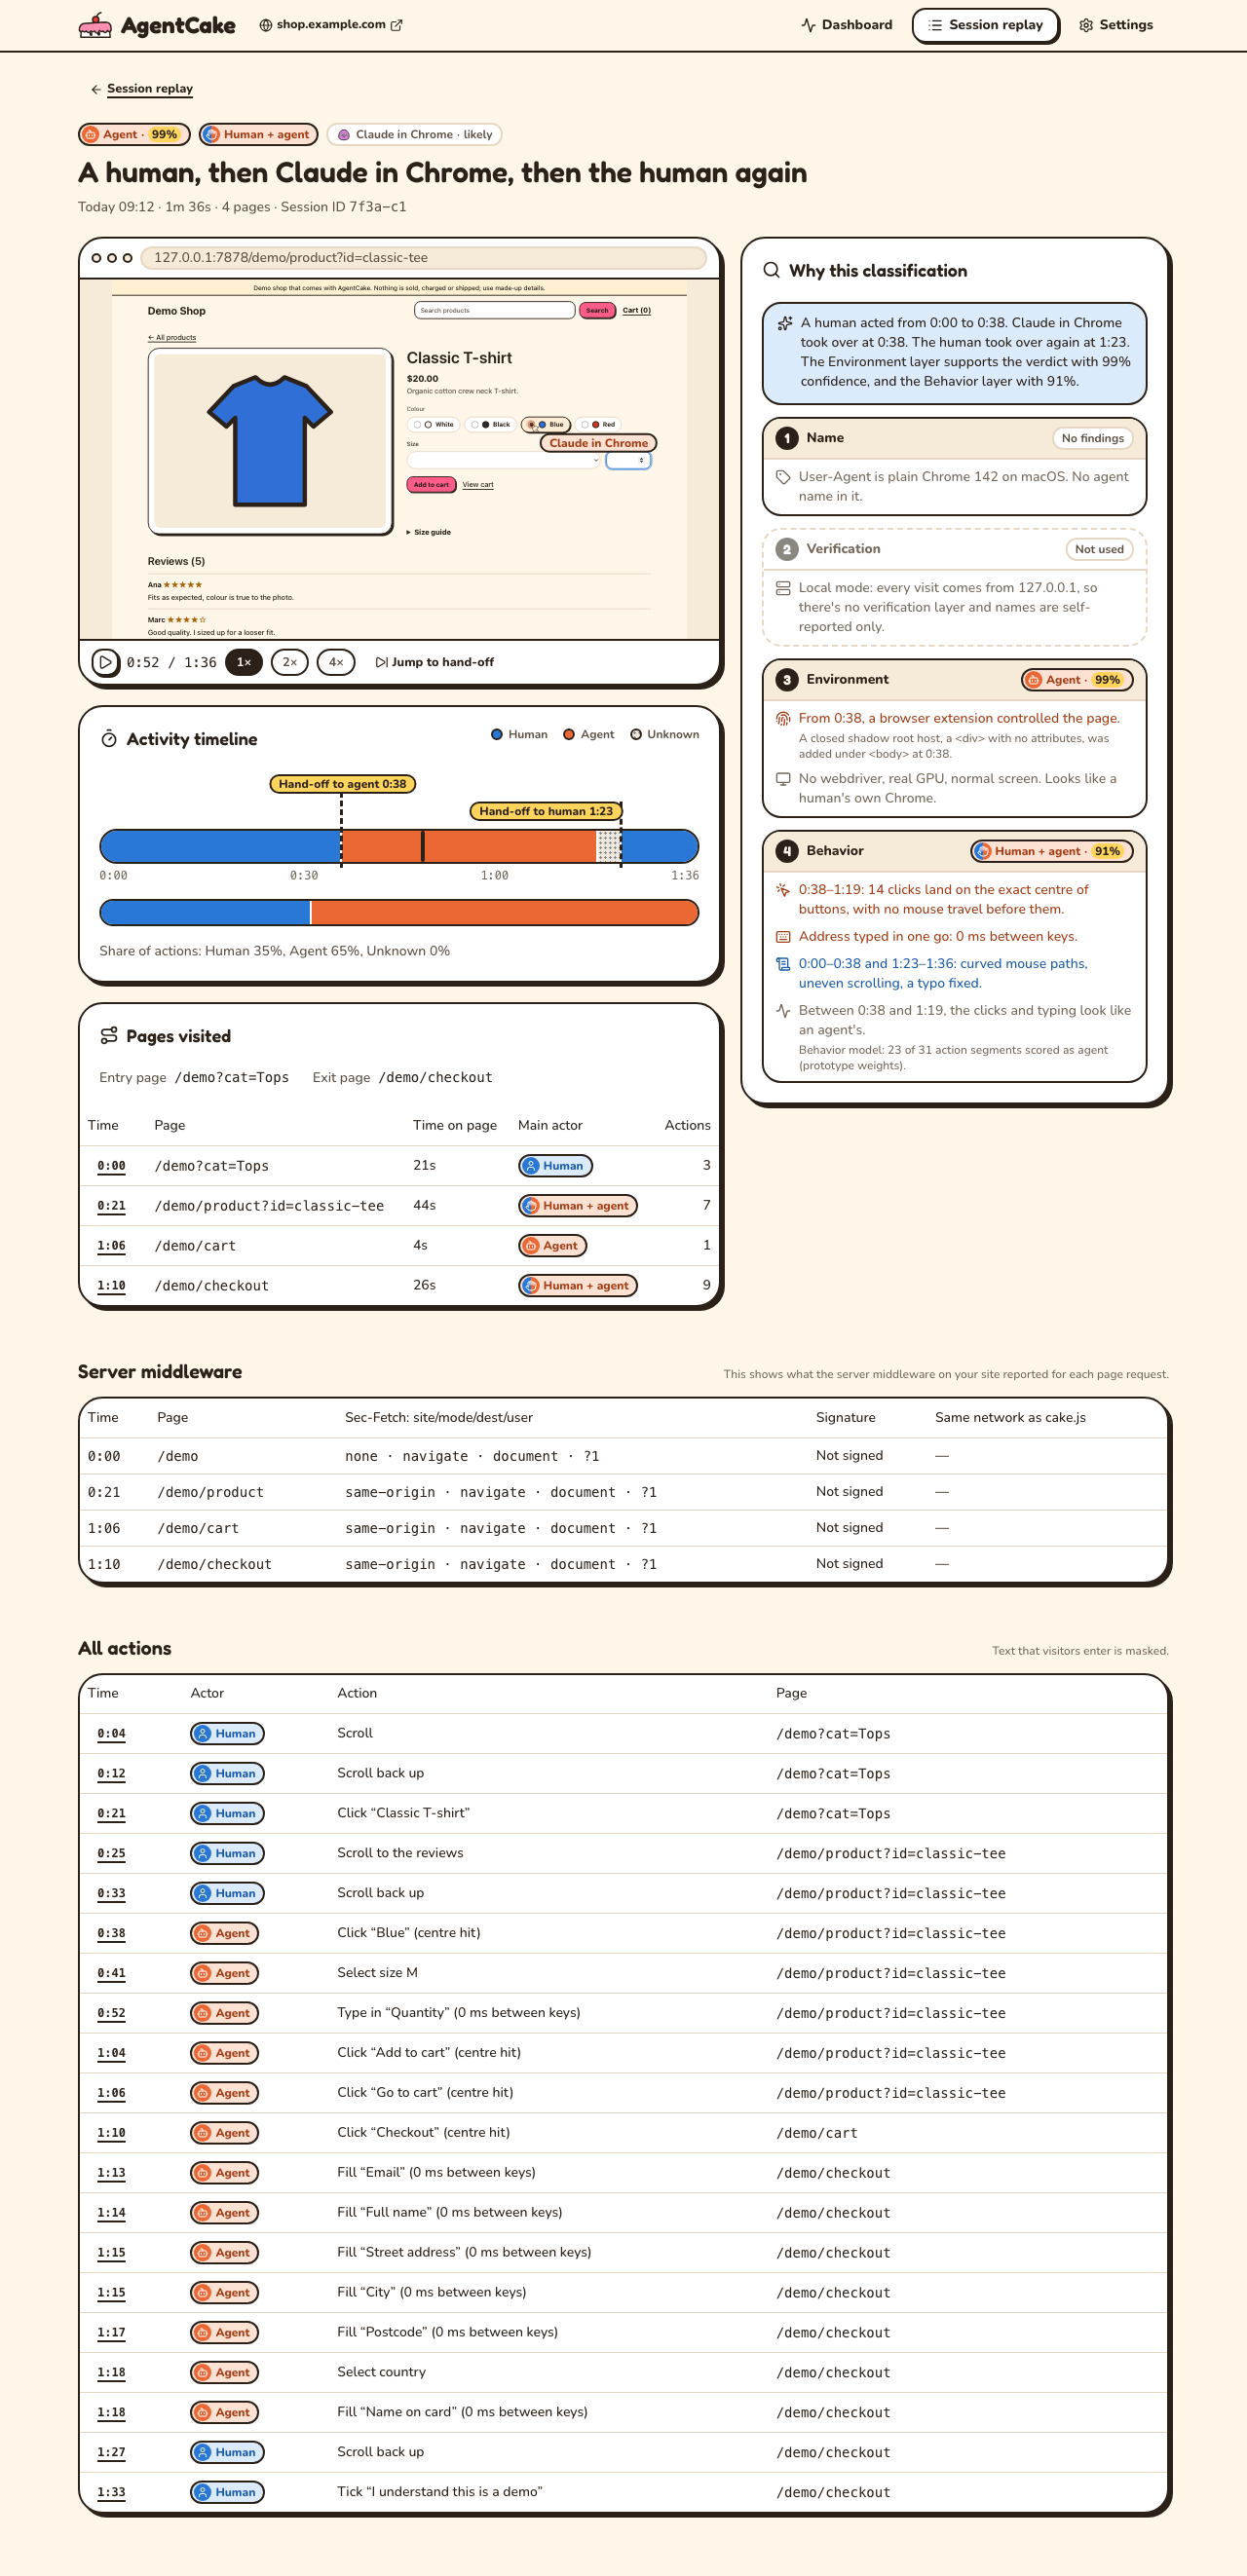 AgentCake
shop.example.com
Dashboard
Session replay
Settings
Session replay
Agent · 99%
Human + agent
Claude in Chrome · likely
A human, then Claude in Chrome, then the human again
Today 09:12 · 1m 36s · 4 pages · Session ID 7f3a-c1
127.0.0.1:7878/demo/product?id=classic-tee
Demo shop that comes with AgentCake. Nothing is sold, charged or shipped; use made-up details.
Demo Shop
Search products
Search
Cart (0)
← All products
Classic T-shirt
$20.00
Organic cotton crew neck T-shirt.
Colour
White
Black
Blue
Red
Claude in Chrome
Size
Add to cart
View cart
Size guide
Reviews (5)
Ana ★★★★★
Fits as expected, colour is true to the photo.
Marc ★★★★☆
Good quality. I sized up for a looser fit.
0:52 / 1:36
1×
2×
4×
Jump to hand-off
Why this classification
A human acted from 0:00 to 0:38. Claude in Chrome
took over at 0:38. The human took over again at 1:23.
The Environment layer supports the verdict with 99%
confidence, and the Behavior layer with 91%.
1 Name
No findings
User-Agent is plain Chrome 142 on macOS. No agent
name in it.
2 Verification
Not used
Local mode: every visit comes from 127.0.0.1, so
there's no verification layer and names are self-
reported only.
3 Environment
Agent · 99%
From 0:38, a browser extension controlled the page.
A closed shadow root host, a <div> with no attributes, was
added under <body> at 0:38.
No webdriver, real GPU, normal screen. Looks like a
human's own Chrome.
4 Behavior
Human + agent · 91%
0:38–1:19: 14 clicks land on the exact centre of
buttons, with no mouse travel before them.
Address typed in one go: 0 ms between keys.
0:00–0:38 and 1:23–1:36: curved mouse paths,
uneven scrolling, a typo fixed.
Between 0:38 and 1:19, the clicks and typing look like
an agent's.
Behavior model: 23 of 31 action segments scored as agent
(prototype weights).
Activity timeline
Human
Agent
Unknown
Hand-off to agent 0:38
Hand-off to human 1:23
0:00
0:30
1:00
1:36
Share of actions: Human 35%, Agent 65%, Unknown 0%
Pages visited
Entry page /demo?cat=Tops Exit page /demo/checkout
Time Page Time on page Main actor Actions
0:00 /demo?cat=Tops 21s Human 3
0:21 /demo/product?id=classic-tee 44s Human + agent 7
1:06 /demo/cart 4s Agent 1
1:10 /demo/checkout 26s Human + agent 9
Server middleware
This shows what the server middleware on your site reported for each page request.
Time Page Sec-Fetch: site/mode/dest/user Signature Same network as cake.js
0:00 /demo none · navigate · document · ?1 Not signed —
0:21 /demo/product same-origin · navigate · document · ?1 Not signed —
1:06 /demo/cart same-origin · navigate · document · ?1 Not signed —
1:10 /demo/checkout same-origin · navigate · document · ?1 Not signed —
All actions
Text that visitors enter is masked.
Time Actor Action Page
0:04 Human Scroll /demo?cat=Tops
0:12 Human Scroll back up /demo?cat=Tops
0:21 Human Click “Classic T-shirt” /demo?cat=Tops
0:25 Human Scroll to the reviews /demo/product?id=classic-tee
0:33 Human Scroll back up /demo/product?id=classic-tee
0:38 Agent Click “Blue” (centre hit) /demo/product?id=classic-tee
0:41 Agent Select size M /demo/product?id=classic-tee
0:52 Agent Type in “Quantity” (0 ms between keys) /demo/product?id=classic-tee
1:04 Agent Click “Add to cart” (centre hit) /demo/product?id=classic-tee
1:06 Agent Click “Go to cart” (centre hit) /demo/product?id=classic-tee
1:10 Agent Click “Checkout” (centre hit) /demo/cart
1:13 Agent Fill “Email” (0 ms between keys) /demo/checkout
1:14 Agent Fill “Full name” (0 ms between keys) /demo/checkout
1:15 Agent Fill “Street address” (0 ms between keys) /demo/checkout
1:15 Agent Fill “City” (0 ms between keys) /demo/checkout
1:17 Agent Fill “Postcode” (0 ms between keys) /demo/checkout
1:18 Agent Select country /demo/checkout
1:18 Agent Fill “Name on card” (0 ms between keys) /demo/checkout
1:27 Human Scroll back up /demo/checkout
1:33 Human Tick “I understand this is a demo” /demo/checkout